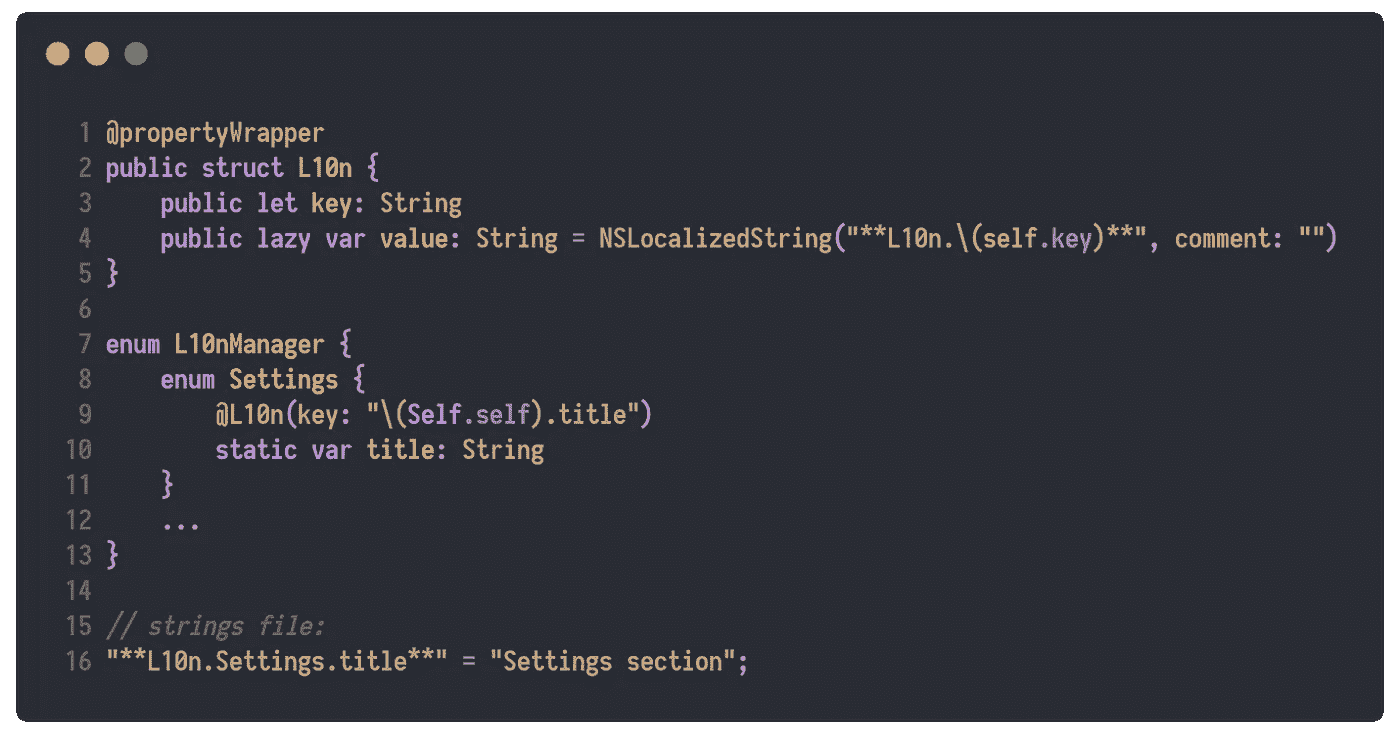 1 @propertyWrapper
2 public struct L10n {
3     public let key: String
4     public lazy var value: String = NSLocalizedString("**L10n.\(self.key)**", comment: "")
5 }
6
7 enum L10nManager {
8     enum Settings {
9         @L10n(key: "\(Self.self).title")
10         static var title: String
11     }
12     ...
13 }
14
15 // strings file:
16 "**L10n.Settings.title**" = "Settings section";